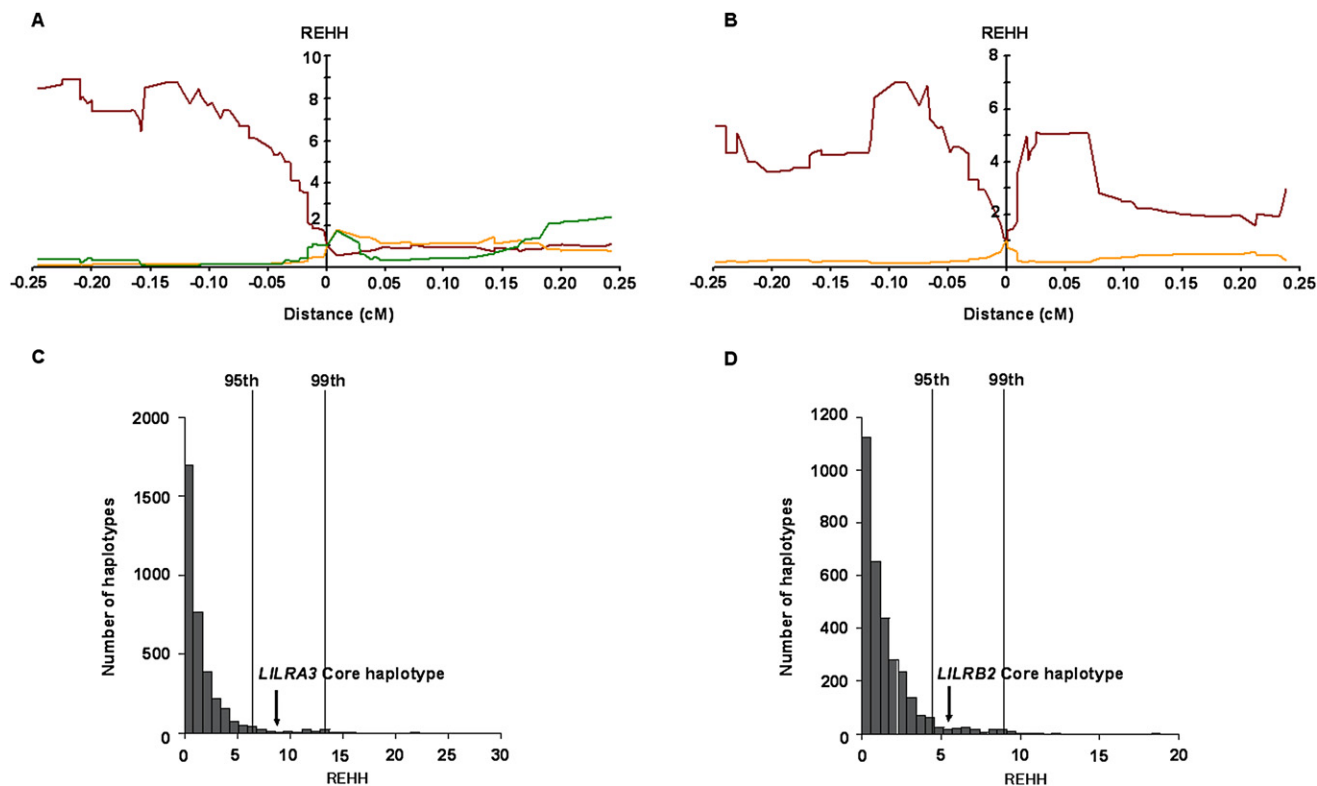 A
REHH
10
8
6
4
2
-0.25 -0.20 -0.15 -0.10 -0.05 0 0.05 0.10 0.15 0.20 0.25
Distance (cM)
B
REHH
8
6
4
2
-0.25 -0.20 -0.15 -0.10 -0.05 0 0.05 0.10 0.15 0.20 0.25
Distance (cM)
C
95th 99th
2000
1500
1000
500
0
Number of haplotypes
LILRA3 Core haplotype
0 5 10 15 20 25 30
REHH
D
95th 99th
1200
1000
800
600
400
200
0
Number of haplotypes
LILRB2 Core haplotype
0 5 10 15 20
REHH